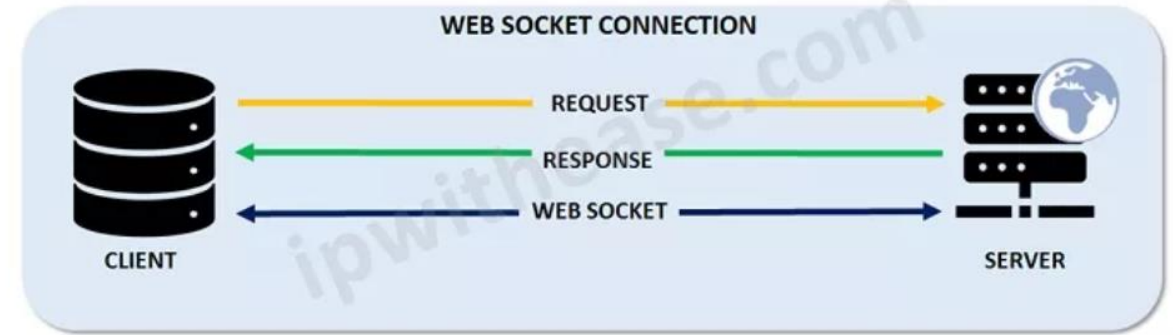 WEB SOCKET CONNECTION
REQUEST
RESPONSE
WEB SOCKET
CLIENT
SERVER
ipwithease.com